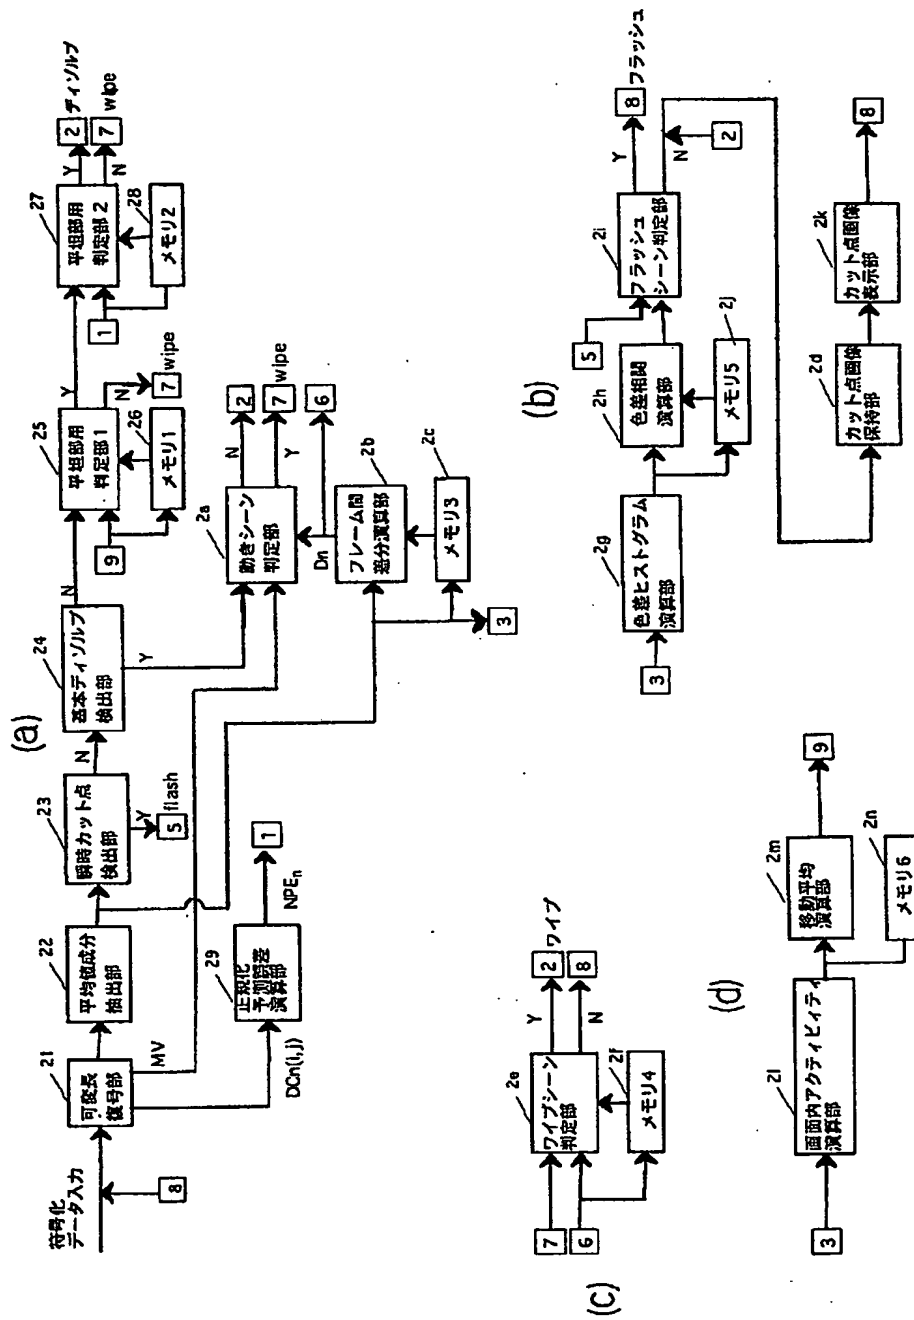 (a)
符号化
データ入力
8
21
可変長
復号部
MV
DCn(i,j)
22
平均値成分
抽出部
29
正規化
予測誤差
演算部
NPEn
1
23
瞬時カット点
検出部
Y
5
flash
N
24
基本ディゾルブ
検出部
N
Y
25
平坦部用
判定部1
26
メモリ1
9
Y
N
7
wipe
27
平坦部用
判定部2
28
メモリ2
1
Y
2
ディゾルブ
N
7
wipe
2a
動きシーン
判定部
N
2
Y
7
wipe
6
Dn
2b
フレーム間
差分演算部
2c
メモリ3
3
(b)
3
2g
色差ヒストグラム
演算部
2h
色差相関
演算部
2j
メモリ5
5
2i
フラッシュ
シーン判定部
Y
8
フラッシュ
N
2
2d
カット点画像
保持部
2k
カット点画像
表示部
8
(c)
7
6
2e
ワイプシーン
判定部
2f
メモリ4
Y
2
ワイプ
N
8
(d)
3
2l
画面内アクティビィティ
演算部
2m
移動平均
演算部
2n
メモリ6
9